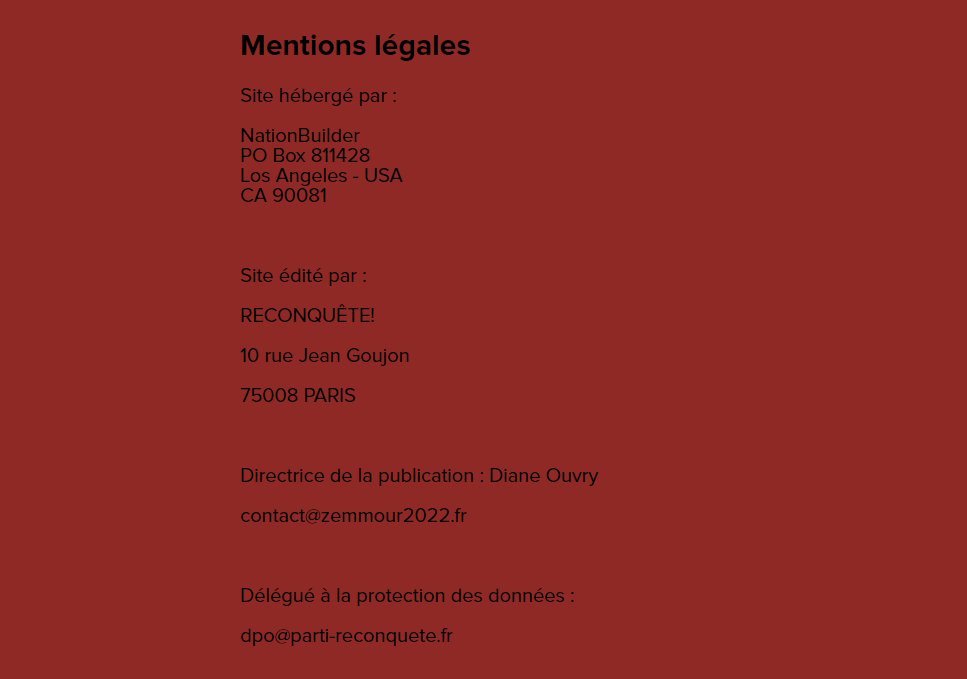 Mentions légales
Site hébergé par :
NationBuilder
PO Box 811428
Los Angeles - USA
CA 90081
Site édité par :
RECONQUÊTE!
10 rue Jean Goujon
75008 PARIS
Directrice de la publication : Diane Ouvry
contact@zemmour2022.fr
Délégué à la protection des données :
dpo@parti-reconquete.fr